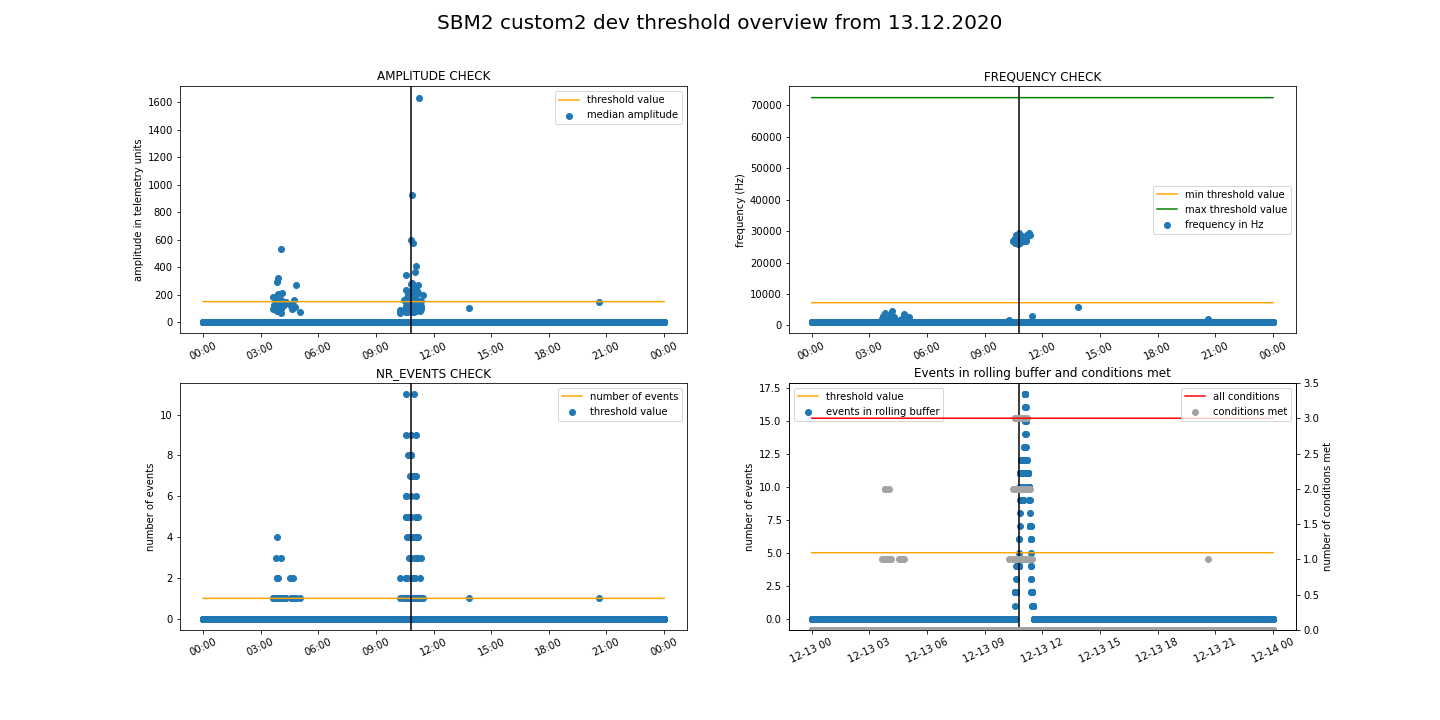 SBM2 custom2 dev threshold overview from 13.12.2020
AMPLITUDE CHECK
amplitude in telemetry units
1600
1400
1200
1000
800
600
400
200
0
threshold value
median amplitude
00:00 03:00 06:00 09:00 12:00 15:00 18:00 21:00 00:00
FREQUENCY CHECK
frequency (Hz)
70000
60000
50000
40000
30000
20000
10000
0
min threshold value
max threshold value
frequency in Hz
00:00 03:00 06:00 09:00 12:00 15:00 18:00 21:00 00:00
NR_EVENTS CHECK
number of events
10
8
6
4
2
0
number of events
threshold value
00:00 03:00 06:00 09:00 12:00 15:00 18:00 21:00 00:00
Events in rolling buffer and conditions met
number of events
17.5
15.0
12.5
10.0
7.5
5.0
2.5
0.0
threshold value
events in rolling buffer
all conditions
conditions met
3.5
3.0
2.5
2.0
1.5
1.0
0.5
0.0
number of conditions met
12-13 00 12-13 03 12-13 06 12-13 09 12-13 12 12-13 15 12-13 18 12-13 21 12-14 00